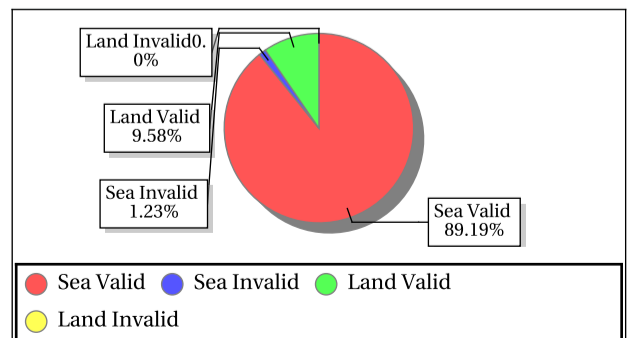 Land Invalid0.
0%
Land Valid
9.58%
Sea Invalid
1.23%
Sea Valid
89.19%
Sea Valid Sea Invalid Land Valid
Land Invalid